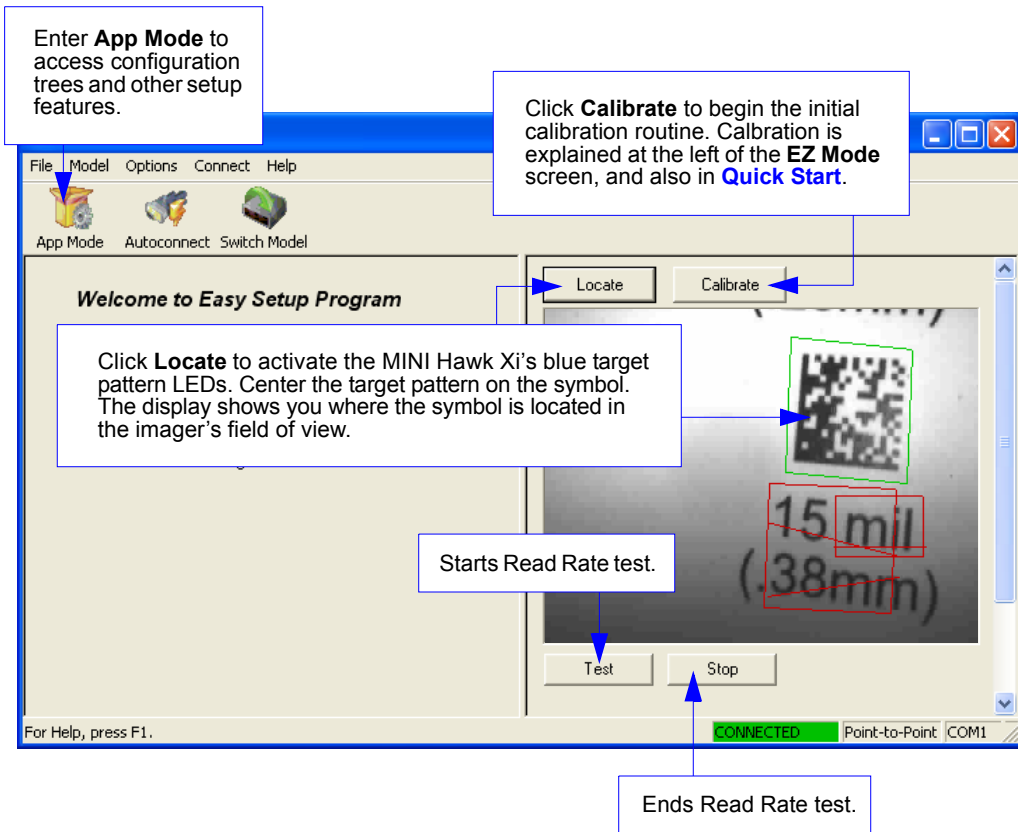 Enter App Mode to
access configuration
trees and other setup
features.
Click Calibrate to begin the initial
calibration routine. Calbration is
explained at the left of the EZ Mode
screen, and also in Quick Start.
File Model Options Connect Help
App Mode Autoconnect Switch Model
Welcome to Easy Setup Program
Locate Calibrate
Click Locate to activate the MINI Hawk Xi’s blue target
pattern LEDs. Center the target pattern on the symbol.
The display shows you where the symbol is located in
the imager’s field of view.
15 mil
(.38mm)
Starts Read Rate test.
Test Stop
For Help, press F1. CONNECTED Point-to-Point COM1
Ends Read Rate test.